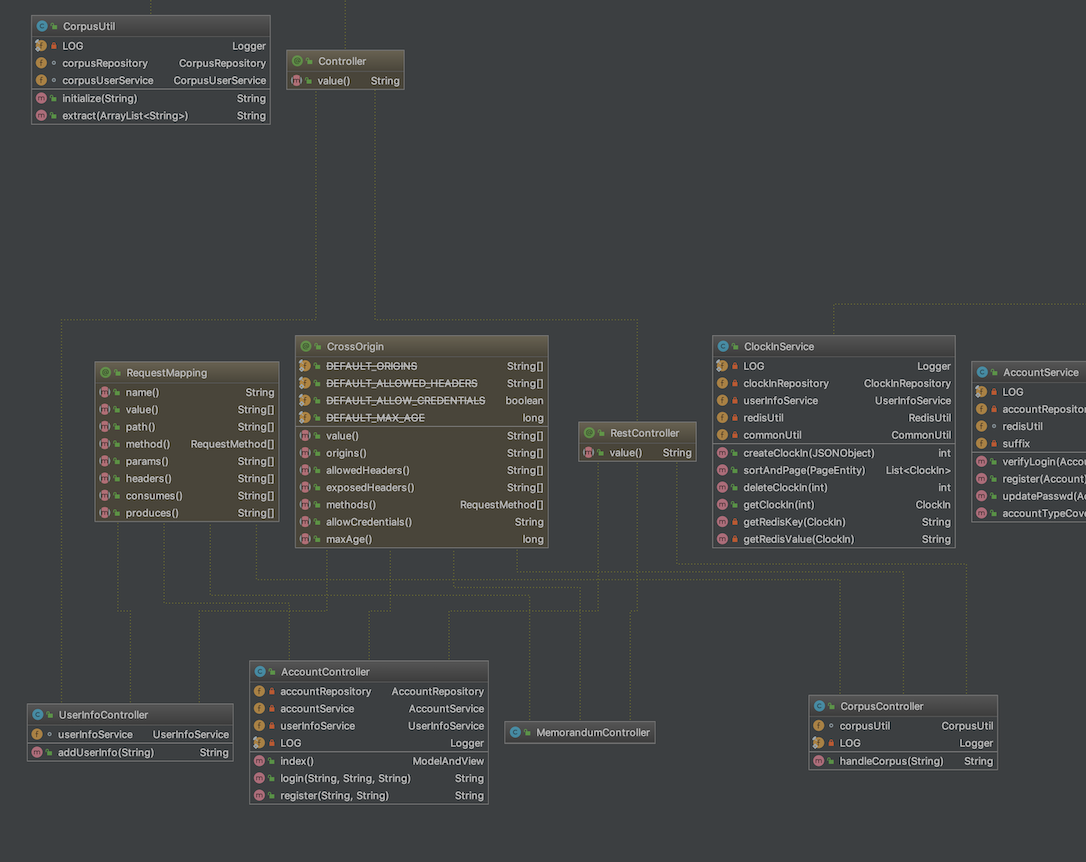 CorpusUtil
LOG Logger
corpusRepository CorpusRepository
corpusUserService CorpusUserService
initialize(String) String
extract(ArrayList<String>) String
Controller
value() String
RequestMapping
name() String
value() String[]
path() String[]
method() RequestMethod[]
params() String[]
headers() String[]
consumes() String[]
produces() String[]
CrossOrigin
DEFAULT_ORIGINS String[]
DEFAULT_ALLOWED_HEADERS String[]
DEFAULT_ALLOW_CREDENTIALS boolean
DEFAULT_MAX_AGE long
value() String[]
origins() String[]
allowedHeaders() String[]
exposedHeaders() String[]
methods() RequestMethod[]
allowCredentials() String
maxAge() long
RestController
value() String
ClockInService
LOG Logger
clockInRepository ClockInRepository
userInfoService UserInfoService
redisUtil RedisUtil
commonUtil CommonUtil
createClockIn(JSONObject) int
sortAndPage(PageEntity) List<ClockIn>
deleteClockIn(int) int
getClockIn(int) ClockIn
getRedisKey(ClockIn) String
getRedisValue(ClockIn) String
AccountService
LOG
accountReposito
redisUtil
suffix
verifyLogin(Accou
register(Account)
updatePasswd(Ac
accountTypeCove
UserInfoController
userInfoService UserInfoService
addUserInfo(String) String
AccountController
accountRepository AccountRepository
accountService AccountService
userInfoService UserInfoService
LOG Logger
index() ModelAndView
login(String, String, String) String
register(String, String) String
MemorandumController
CorpusController
corpusUtil CorpusUtil
LOG Logger
handleCorpus(String) String